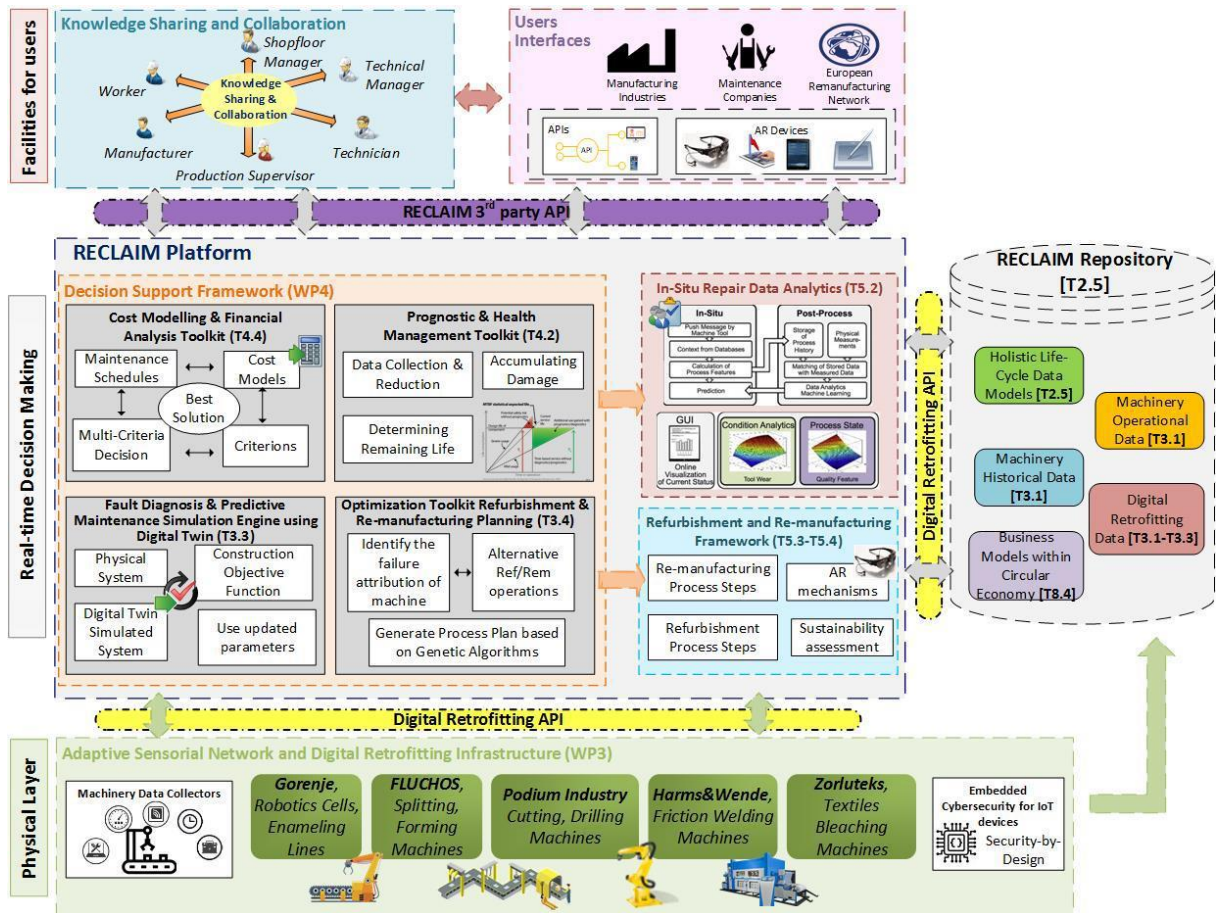 Facilities for users
Knowledge Sharing and Collaboration
Shopfloor
Manager
Technical
Manager
Worker
Knowledge
Sharing &
Collaboration
Manufacturer
Technician
Production Supervisor
Users
Interfaces
Manufacturing
Industries
Maintenance
Companies
European
Remanufacturing
Network
APIs
API
AR Devices
RECLAIM 3rd party API
Real-time Decision Making
RECLAIM Platform
Decision Support Framework (WP4)
Cost Modelling & Financial
Analysis Toolkit (T4.4)
Maintenance
Schedules
Cost
Models
Best
Solution
Multi-Criteria
Decision
Criterions
Prognostic & Health
Management Toolkit (T4.2)
Data Collection &
Reduction
Accumulating
Damage
Determining
Remaining Life
Fault Diagnosis & Predictive
Maintenance Simulation Engine using
Digital Twin (T3.3)
Physical
System
Construction
Objective
Function
Digital Twin
Simulated
System
Use updated
parameters
Optimization Toolkit Refurbishment &
Re-manufacturing Planning (T3.4)
Identify the
failure
attribution of
machine
Alternative
Ref/Rem
operations
Generate Process Plan based
on Genetic Algorithms
In-Situ Repair Data Analytics (T5.2)
In-Situ
Push Message by
Machine Tool
Context from Databases
Calculation of
Process Features
Prediction
Post-Process
Storage
of
Process
History
Physical
Measure-
ments
Matching of Stored Data
with Measured Data
Data Analytics
Machine Learning
GUI
Online
Visualization
of Current Status
Condition Analytics
Tool Wear
Process State
Quality Feature
Refurbishment and Re-manufacturing
Framework (T5.3-T5.4)
Re-manufacturing
Process Steps
AR
mechanisms
Refurbishment
Process Steps
Sustainability
assessment
Digital Retrofitting API
RECLAIM Repository
[T2.5]
Holistic Life-
Cycle Data
Models [T2.5]
Machinery
Operational
Data [T3.1]
Machinery
Historical Data
[T3.1]
Digital
Retrofitting
Data [T3.1-T3.3]
Business
Models within
Circular
Economy [T8.4]
Digital Retrofitting API
Physical Layer
Adaptive Sensorial Network and Digital Retrofitting Infrastructure (WP3)
Machinery Data Collectors
Gorenje,
Robotics Cells,
Enameling
Lines
FLUCHOS,
Splitting,
Forming
Machines
Podium Industry
Cutting, Drilling
Machines
Harms&Wende,
Friction Welding
Machines
Zorluteks,
Textiles
Bleaching
Machines
Embedded
Cybersecurity for IoT
devices
Security-by-
Design